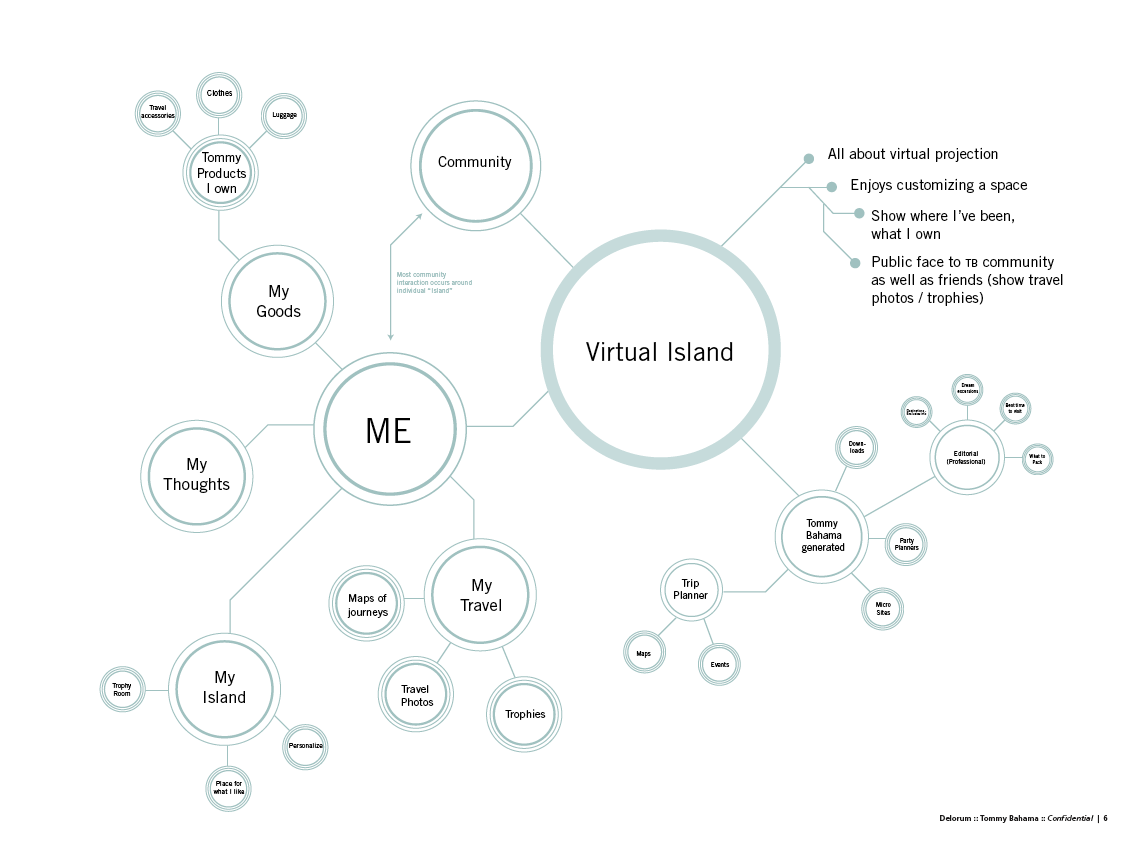 Travel
accessories
Clothes
Luggage
Tommy
Products
I own
Community
All about virtual projection
Enjoys customizing a space
Show where I've been,
what I own
Public face to TB community
as well as friends (show travel
photos / trophies)
Most community
interaction occurs around
individual "Island"
My
Goods
Virtual Island
ME
My
Thoughts
Dream
excursions
Best time
to visit
Editorial
(Professional)
What to
Pack
Down-
loads
Tommy
Bahama
generated
Party
Planners
Micro
Sites
Trip
Planner
Maps
Events
My
Travel
Maps of
journeys
Travel
Photos
Trophies
My
Island
Trophy
Room
Personalize
Place for
what I like
Delorum :: Tommy Bahama :: Confidential | 6